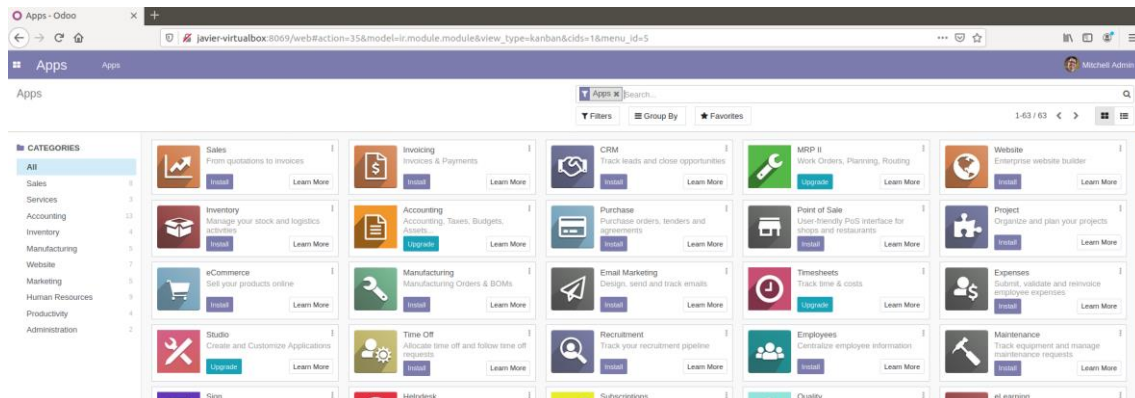 Apps - Odoo
javier-virtualbox:8069/web#action=35&model=ir.module.module&view_type=kanban&cids=1&menu_id=5
Apps Apps Mitchell Admin
Apps
Apps Search...
Filters Group By Favorites 1-63 / 63
CATEGORIES
All
Sales 8
Services 3
Accounting 13
Inventory 4
Manufacturing 5
Website 7
Marketing 5
Human Resources 9
Productivity 4
Administration 2
Sales
From quotations to invoices
Install Learn More
Invoicing
Invoices & Payments
Install Learn More
CRM
Track leads and close opportunities
Install Learn More
MRP II
Work Orders, Planning, Routing
Upgrade Learn More
Website
Enterprise website builder
Install Learn More
Inventory
Manage your stock and logistics
activities
Install Learn More
Accounting
Accounting, Taxes, Budgets,
Assets...
Upgrade Learn More
Purchase
Purchase orders, tenders and
agreements
Install Learn More
Point of Sale
User-friendly PoS interface for
shops and restaurants
Install Learn More
Project
Organize and plan your projects
Install Learn More
eCommerce
Sell your products online
Install Learn More
Manufacturing
Manufacturing Orders & BOMs
Install Learn More
Email Marketing
Design, send and track emails
Install Learn More
Timesheets
Track time & costs
Upgrade Learn More
Expenses
Submit, validate and reinvoice
employee expenses
Install Learn More
Studio
Create and Customize Applications
Upgrade Learn More
Time Off
Allocate time off and follow time off
requests
Install Learn More
Recruitment
Track your recruitment pipeline
Install Learn More
Employees
Centralize employee information
Install Learn More
Maintenance
Track equipment and manage
maintenance requests
Install Learn More
Sign
Helpdesk
Subscriptions
Quality
eLearning